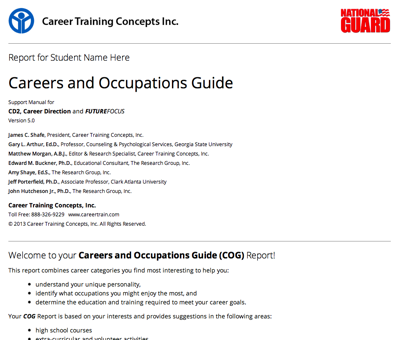 Career Training Concepts Inc.
NATIONAL
GUARD
Report for Student Name Here
Careers and Occupations Guide
Support Manual for
CD2, Career Direction and FUTUREFOCUS
Version 5.0
James C. Shafe, President, Career Training Concepts, Inc.
Gary L. Arthur, Ed.D., Professor, Counseling & Psychological Services, Georgia State University
Matthew Morgan, A.B.J., Editor & Research Specialist, Career Training Concepts, Inc.
Edward M. Buckner, Ph.D., Educational Consultant, The Research Group, Inc.
Amy Shaye, Ed.S., The Research Group, Inc.
Jeff Porterfield, Ph.D., Associate Professor, Clark Atlanta University
John Hutcheson Jr., Ph.D., The Research Group, Inc.
Career Training Concepts, Inc.
Toll Free: 888-326-9229 www.careertrain.com
© 2013 Career Training Concepts, Inc. All Rights Reserved.
Welcome to your Careers and Occupations Guide (COG) Report!
This report combines career categories you find most interesting to help you:
• understand your unique personality,
• identify what occupations you might enjoy the most, and
• determine the education and training required to meet your career goals.
Your COG Report is based on your interests and provides suggestions in the following areas:
• high school courses
• extra-curricular and volunteer activities